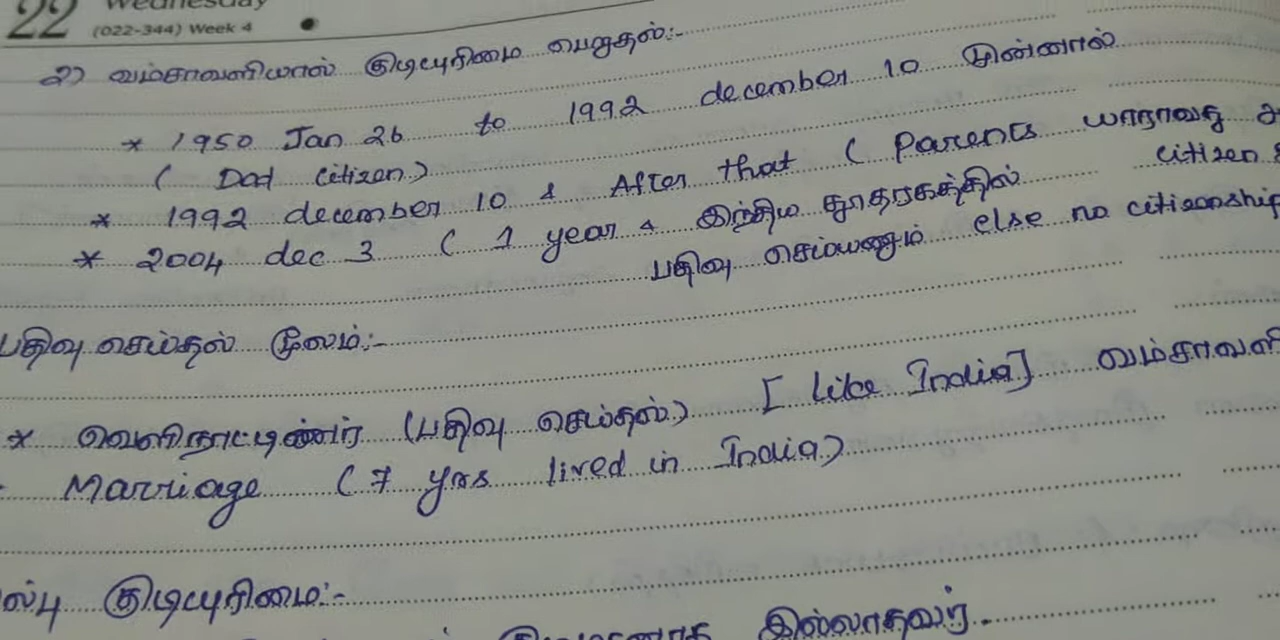 22 Wednesday
(022-344) Week 4
2) வம்சாவளியால் குடியுரிமை பெறுதல்:-
* 1950 Jan 26 to 1992 december 10 முன்னால்
( Dad citizen )
* 1992 december 10 & After that ( Parents யாராவது
citizen
* 2004 dec 3 ( 1 year & இந்திய தூதரகத்தில்
பதிவு செய்யணும் else no citizenship
பதிவு செய்தல் மூலம்:-
* வெளிநாட்டினர் (பதிவு செய்தல்) [ like India ] வம்சாவளி
Marriage ( 7 yrs lived in India )
குடியுரிமை:-
இல்லாதவர்.